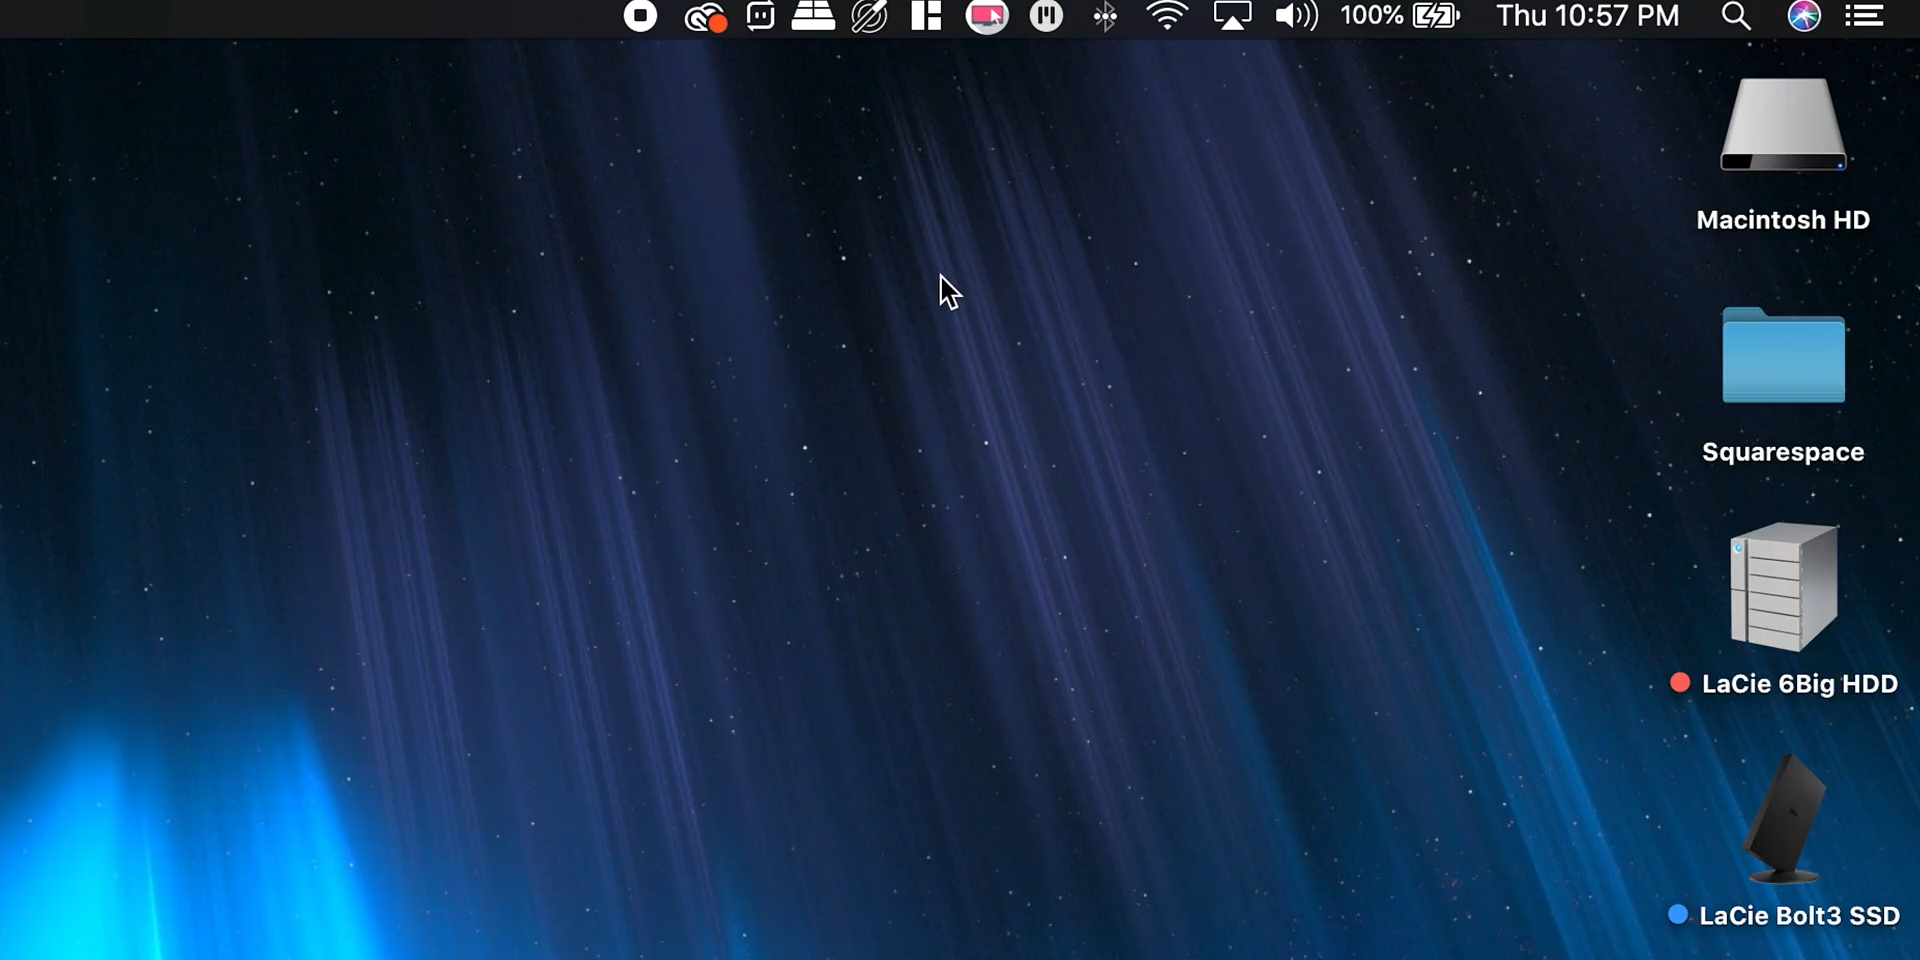 100% Thu 10:57 PM
Macintosh HD
Squarespace
LaCie 6Big HDD
LaCie Bolt3 SSD